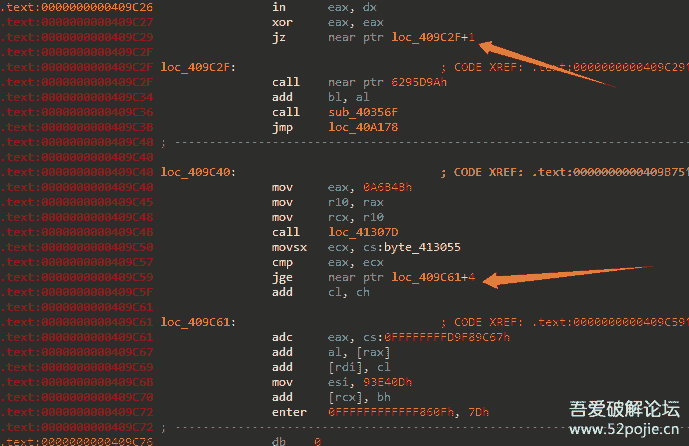 .text:0000000000409C26 in eax, dx
.text:0000000000409C27 xor eax, eax
.text:0000000000409C29 jz near ptr loc_409C2F+1
.text:0000000000409C2F
.text:0000000000409C2F loc_409C2F: ; CODE XREF: .text:0000000000409C29↑
.text:0000000000409C2F call near ptr 6295D9Ah
.text:0000000000409C34 add bl, al
.text:0000000000409C36 call sub_40356F
.text:0000000000409C3B jmp loc_40A178
.text:0000000000409C40 ; ---------------------------------------------------------------------------
.text:0000000000409C40
.text:0000000000409C40 loc_409C40: ; CODE XREF: .text:0000000000409B75↑
.text:0000000000409C40 mov eax, 0A6B4Bh
.text:0000000000409C45 mov r10, rax
.text:0000000000409C48 mov rcx, r10
.text:0000000000409C4B call loc_41307D
.text:0000000000409C50 movsx ecx, cs:byte_413055
.text:0000000000409C57 cmp eax, ecx
.text:0000000000409C59 jge near ptr loc_409C61+4
.text:0000000000409C5F add cl, ch
.text:0000000000409C61
.text:0000000000409C61 loc_409C61: ; CODE XREF: .text:0000000000409C59↑
.text:0000000000409C61 adc eax, cs:0FFFFFFFFD9F89C67h
.text:0000000000409C67 add al, [rax]
.text:0000000000409C69 add [rdi], cl
.text:0000000000409C6B mov esi, 93E40Dh
.text:0000000000409C70 add [rcx], bh
.text:0000000000409C72 enter 0FFFFFFFFFFFF860Fh, 7Dh
.text:0000000000409C72 ; ---------------------------------------------------------------------------
.text:0000000000409C76 db 0
吾爱破解论坛
www.52pojie.cn